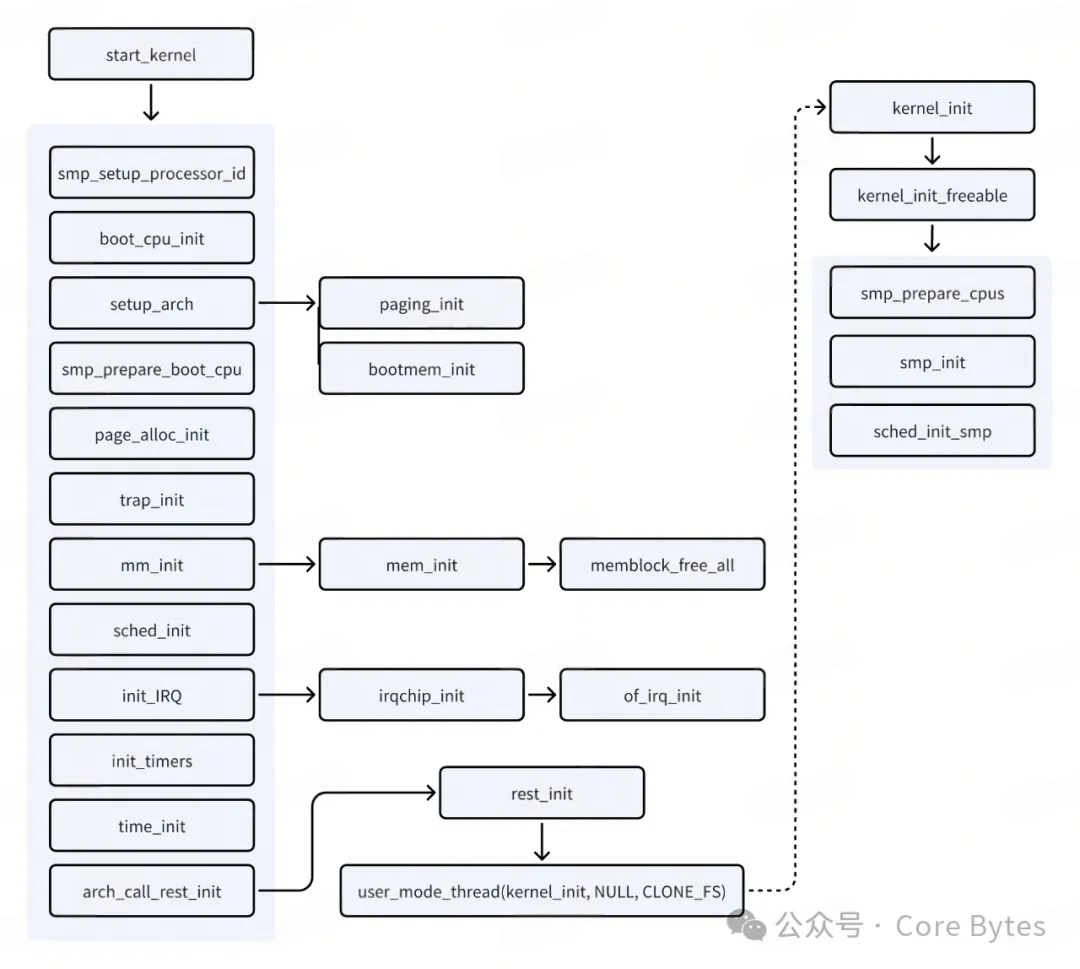 start_kernel
smp_setup_processor_id
boot_cpu_init
setup_arch
paging_init
smp_prepare_boot_cpu
bootmem_init
page_alloc_init
trap_init
mm_init
mem_init
memblock_free_all
sched_init
init_IRQ
irqchip_init
of_irq_init
init_timers
time_init
arch_call_rest_init
rest_init
user_mode_thread(kernel_init, NULL, CLONE_FS)
kernel_init
kernel_init_freeable
smp_prepare_cpus
smp_init
sched_init_smp
公众号 · Core Bytes